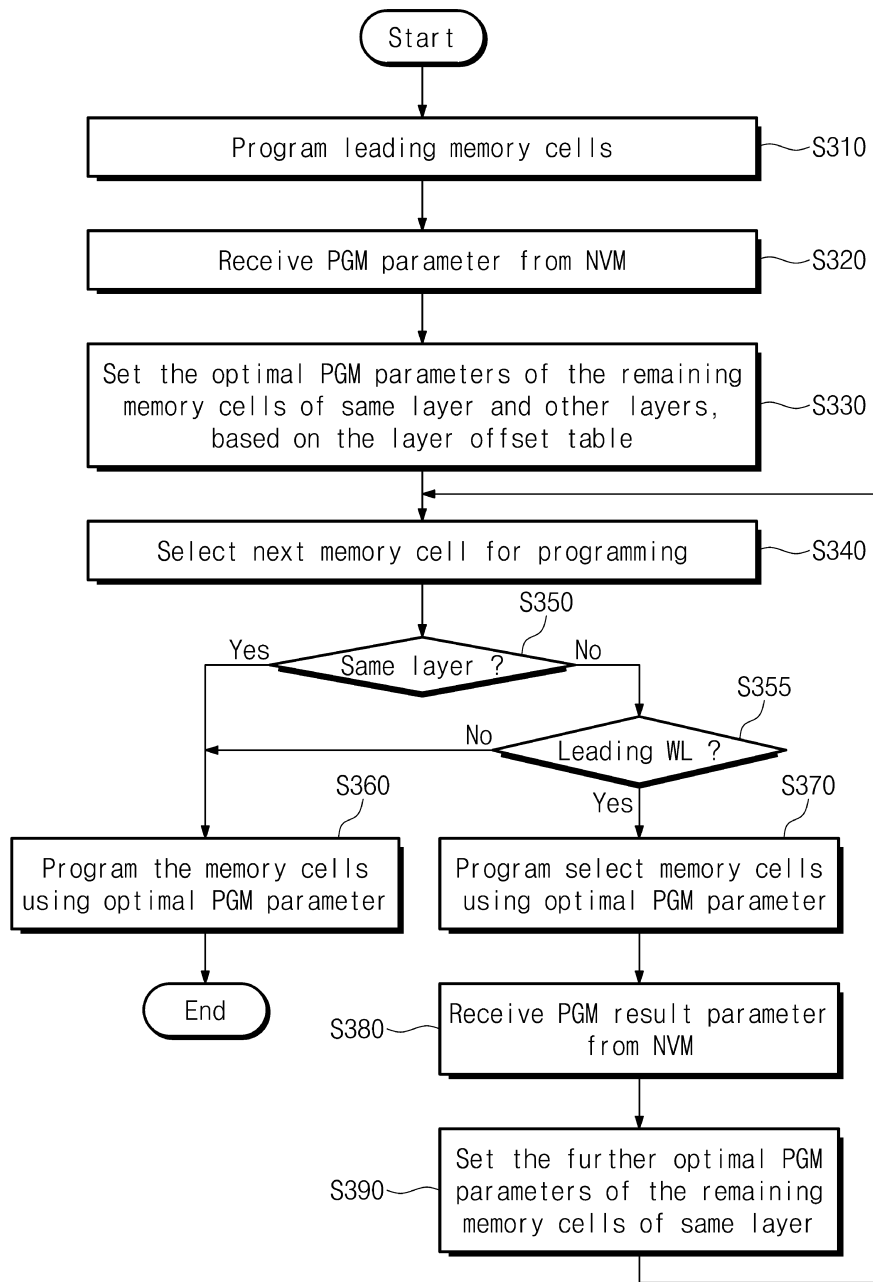 Start
Program leading memory cells
S310
Receive PGM parameter from NVM
S320
Set the optimal PGM parameters of the remaining
memory cells of same layer and other layers,
based on the layer offset table
S330
Select next memory cell for programming
S340
S350
Yes
Same layer ?
No
S355
No
Leading WL ?
Yes
S360
S370
Program the memory cells
using optimal PGM parameter
Program select memory cells
using optimal PGM parameter
End
S380
Receive PGM result parameter
from NVM
S390
Set the further optimal PGM
parameters of the remaining
memory cells of same layer